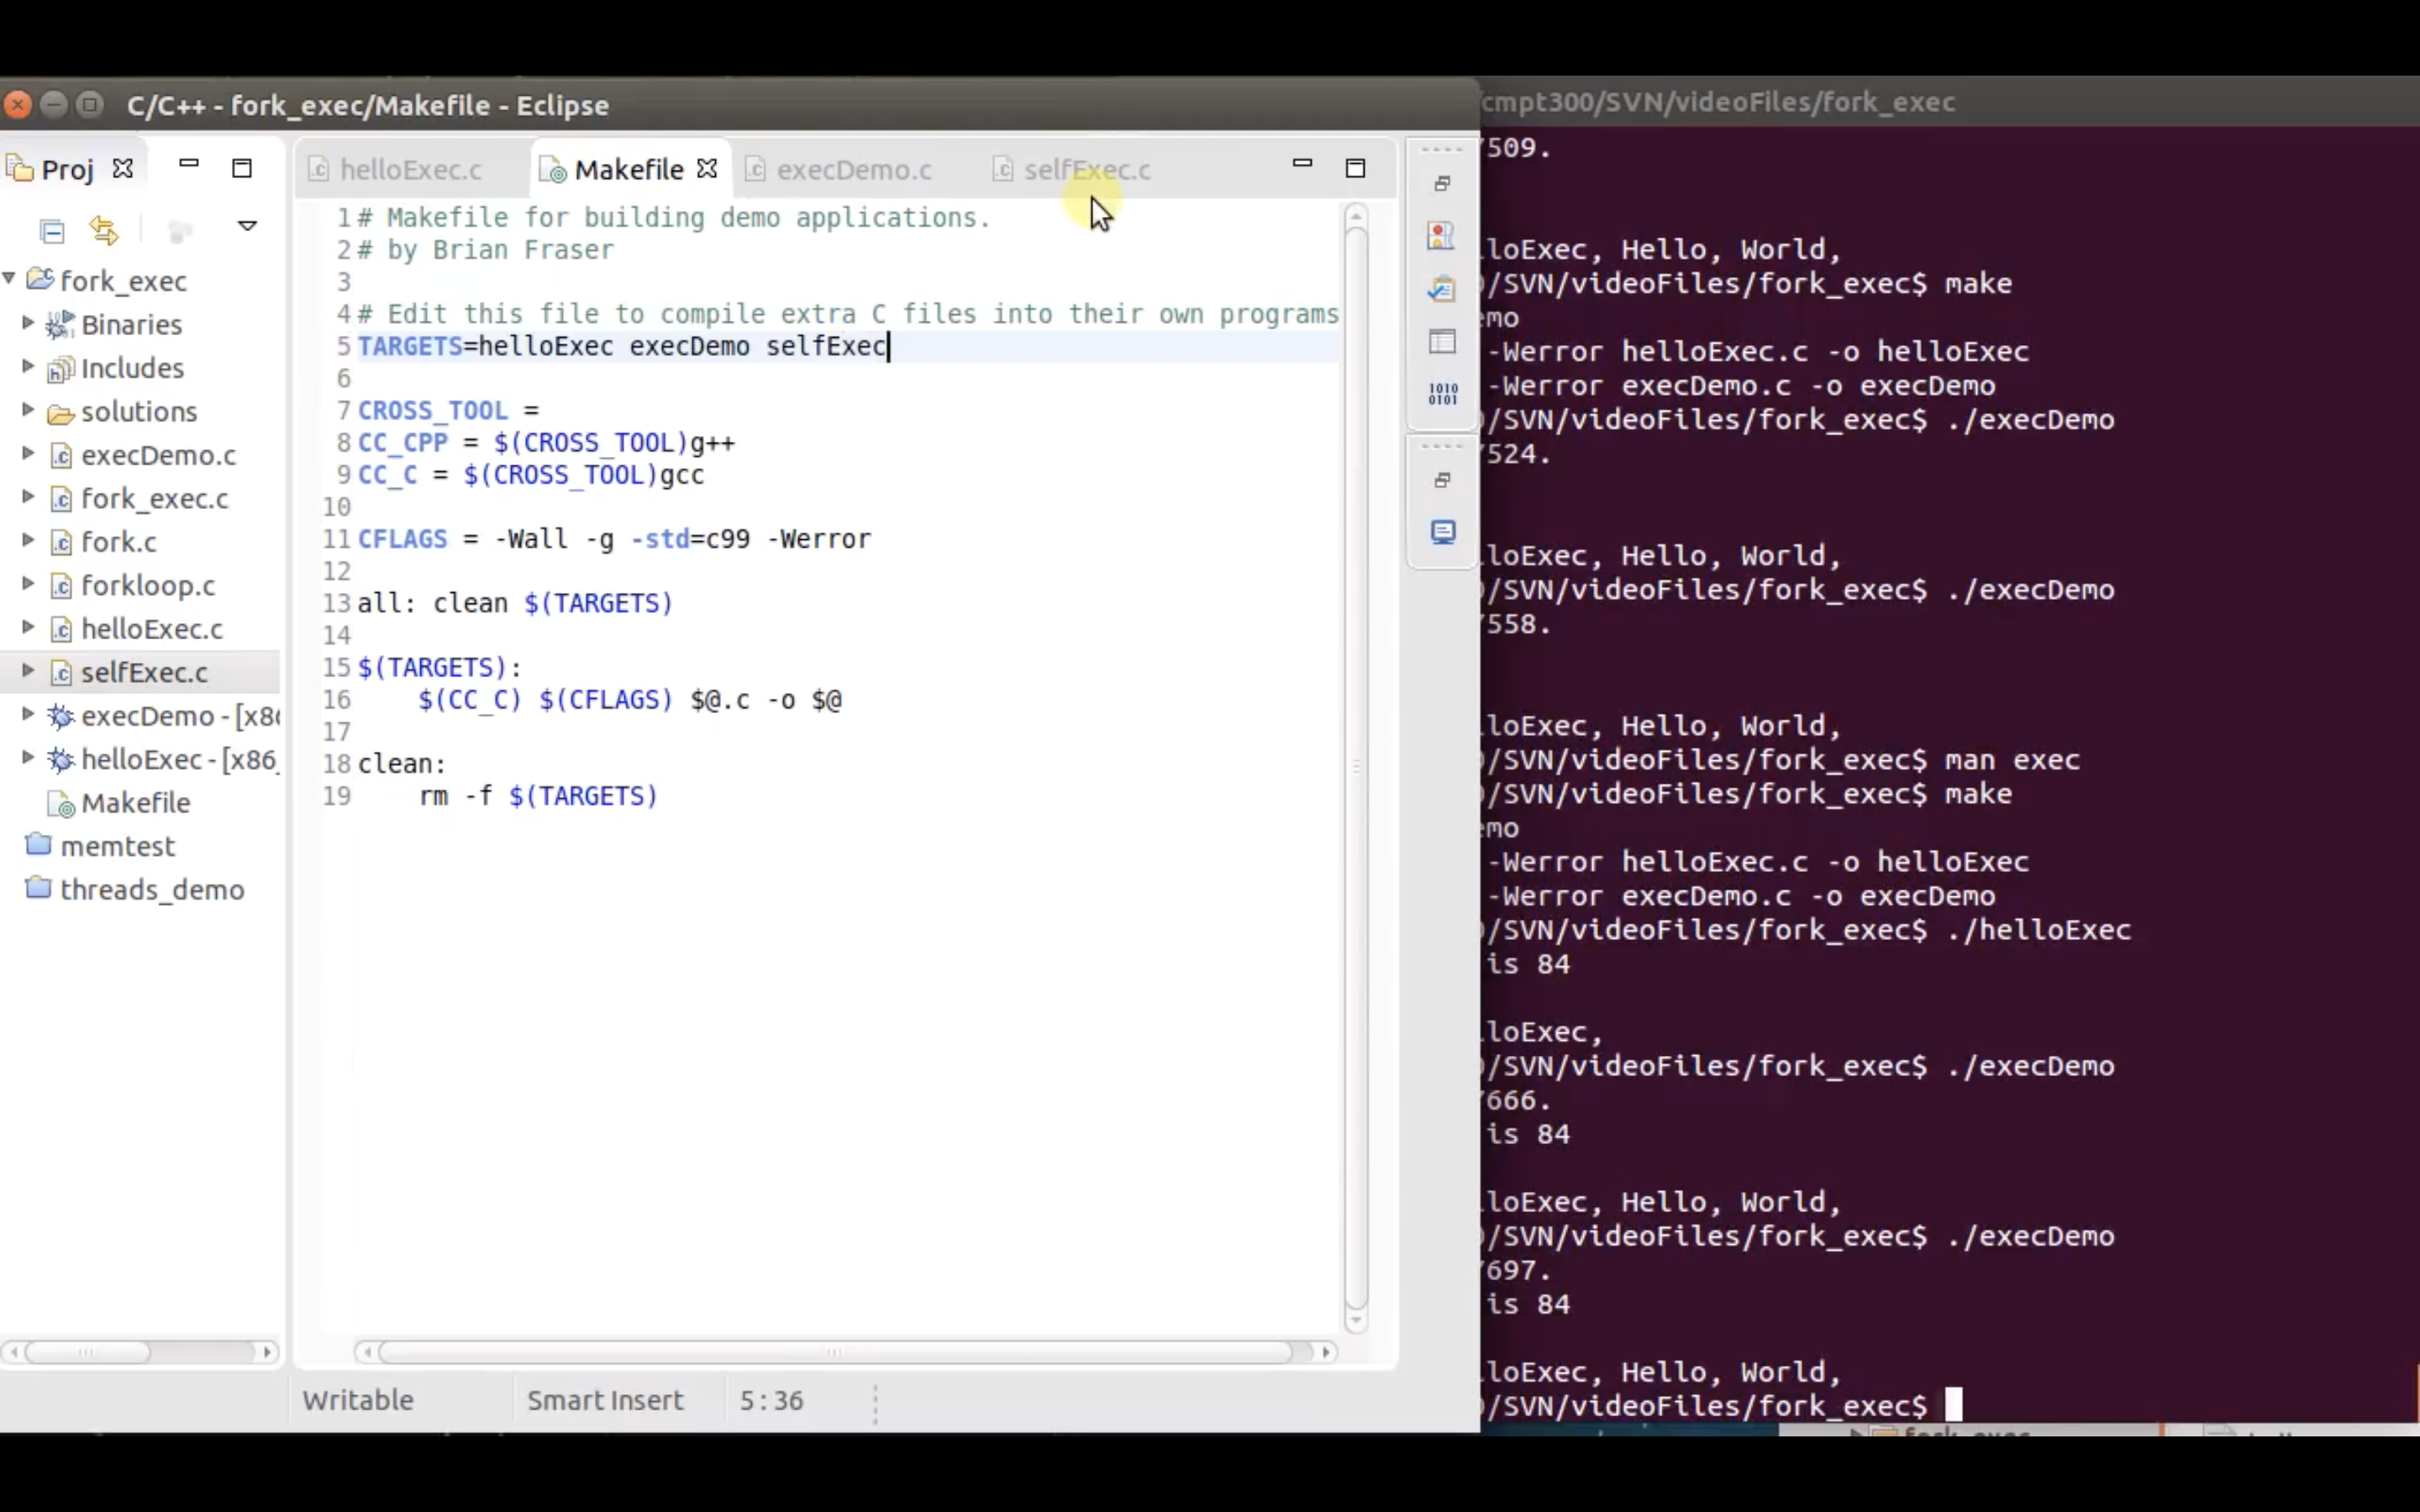 C/C++ - fork_exec/Makefile - Eclipse
Proj
fork_exec
Binaries
Includes
solutions
execDemo.c
fork_exec.c
fork.c
forkloop.c
helloExec.c
selfExec.c
execDemo - [x86
helloExec - [x86_
Makefile
memtest
threads_demo
helloExec.c Makefile execDemo.c selfExec.c
1 # Makefile for building demo applications.
2 # by Brian Fraser
3
4 # Edit this file to compile extra C files into their own programs
5 TARGETS=helloExec execDemo selfExec
6
7 CROSS_TOOL =
8 CC_CPP = $(CROSS_TOOL)g++
9 CC_C = $(CROSS_TOOL)gcc
10
11 CFLAGS = -Wall -g -std=c99 -Werror
12
13 all: clean $(TARGETS)
14
15 $(TARGETS):
16     $(CC_C) $(CFLAGS) $@.c -o $@
17
18 clean:
19     rm -f $(TARGETS)
Writable Smart Insert 5 : 36
1010
0101
cmpt300/SVN/videoFiles/fork_exec
509.
loExec, Hello, World,
/SVN/videoFiles/fork_exec$ make
emo
-Werror helloExec.c -o helloExec
-Werror execDemo.c -o execDemo
/SVN/videoFiles/fork_exec$ ./execDemo
524.
loExec, Hello, World,
/SVN/videoFiles/fork_exec$ ./execDemo
558.
loExec, Hello, World,
/SVN/videoFiles/fork_exec$ man exec
/SVN/videoFiles/fork_exec$ make
emo
-Werror helloExec.c -o helloExec
-Werror execDemo.c -o execDemo
/SVN/videoFiles/fork_exec$ ./helloExec
is 84
loExec,
/SVN/videoFiles/fork_exec$ ./execDemo
666.
is 84
loExec, Hello, World,
/SVN/videoFiles/fork_exec$ ./execDemo
697.
is 84
loExec, Hello, World,
/SVN/videoFiles/fork_exec$